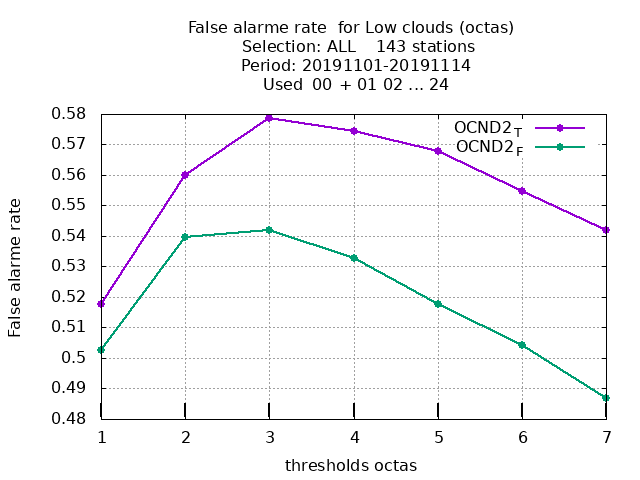 False alarme rate  for Low clouds (octas)
Selection: ALL    143 stations
Period: 20191101-20191114
Used  00 + 01 02 ... 24
OCND2T
OCND2F
0.58
0.57
0.56
0.55
0.54
0.53
0.52
0.51
0.5
0.49
0.48
False alarme rate
1 2 3 4 5 6 7
thresholds octas